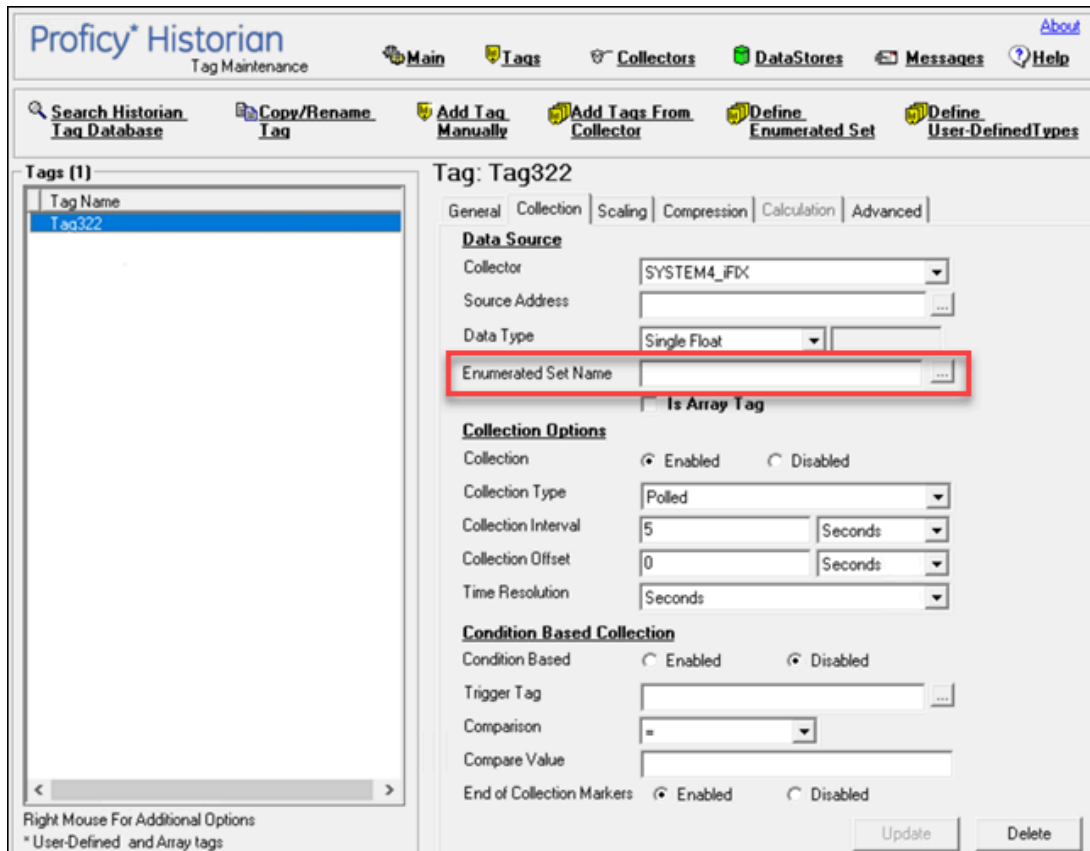 About
Proficy* Historian
Tag Maintenance
Main Tags Collectors DataStores Messages Help
Search Historian Tag Database
Copy/Rename Tag
Add Tag Manually
Add Tags From Collector
Define Enumerated Set
Define User-DefinedTypes
Tags (1)
Tag Name
Tag322
Right Mouse For Additional Options
* User-Defined and Array tags
Tag: Tag322
General Collection Scaling Compression Calculation Advanced
Data Source
Collector SYSTEM4_iFIX
Source Address ...
Data Type Single Float
Enumerated Set Name ...
Is Array Tag
Collection Options
Collection Enabled Disabled
Collection Type Polled
Collection Interval 5 Seconds
Collection Offset 0 Seconds
Time Resolution Seconds
Condition Based Collection
Condition Based Enabled Disabled
Trigger Tag ...
Comparison =
Compare Value
End of Collection Markers Enabled Disabled
Update Delete